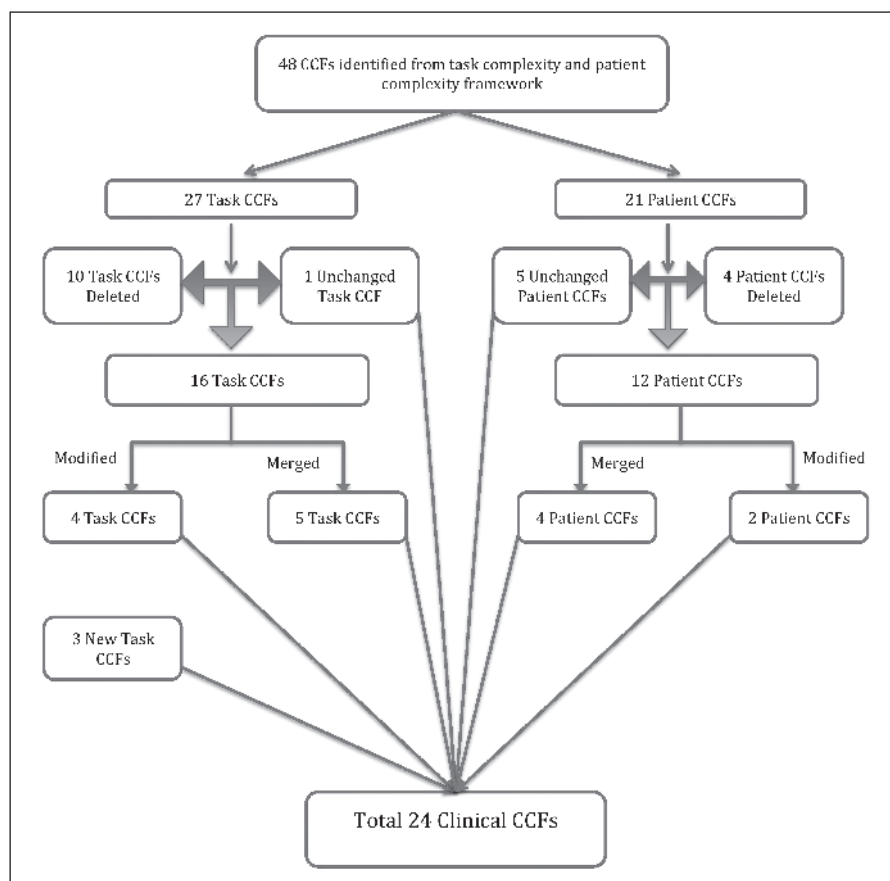 48 CCFs identified from task complexity and patient
complexity framework
27 Task CCFs
21 Patient CCFs
10 Task CCFs
Deleted
1 Unchanged
Task CCF
5 Unchanged
Patient CCFs
4 Patient CCFs
Deleted
16 Task CCFs
12 Patient CCFs
Modified
Merged
Merged
Modified
4 Task CCFs
5 Task CCFs
4 Patient CCFs
2 Patient CCFs
3 New Task
CCFs
Total 24 Clinical CCFs